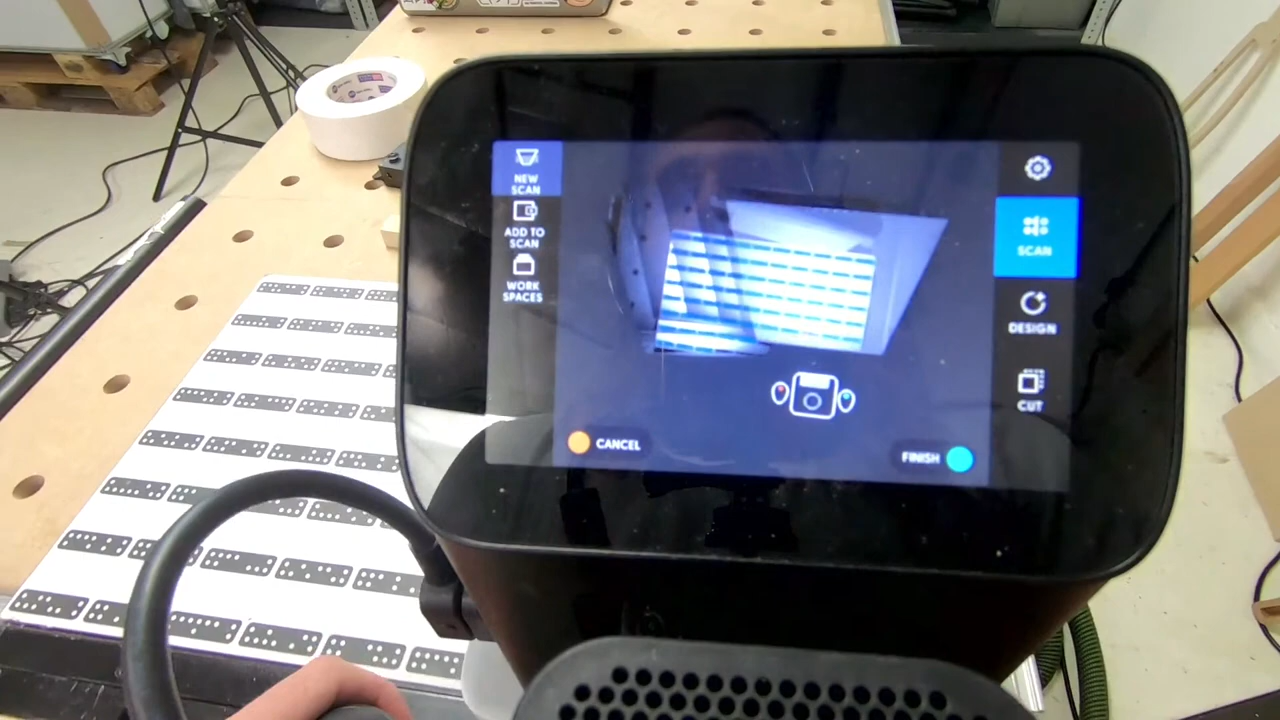 NEW
SCAN
ADD TO
SCAN
WORK
SPACES
SCAN
DESIGN
CUT
CANCEL
FINISH